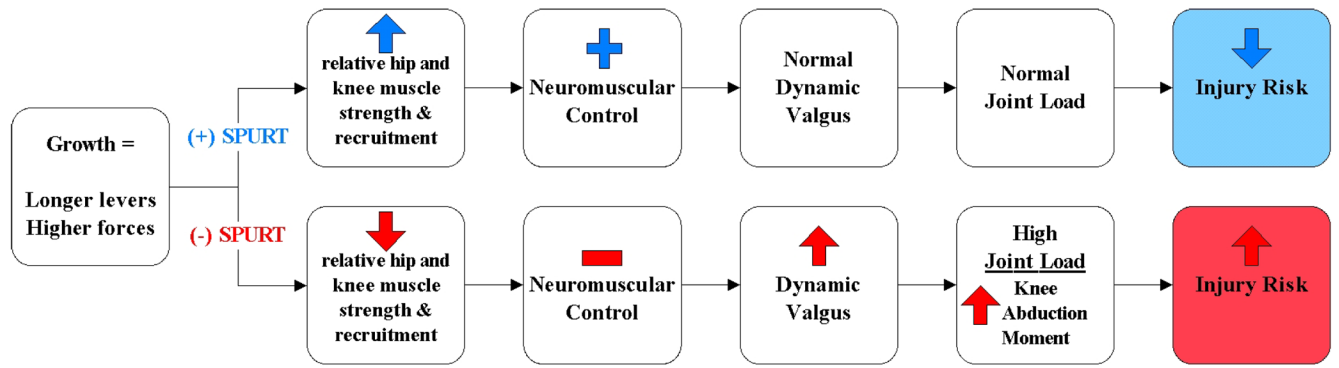 Growth =
Longer levers
Higher forces
(+) SPURT
relative hip and
knee muscle
strength &
recruitment
Neuromuscular
Control
Normal
Dynamic
Valgus
Normal
Joint Load
Injury Risk
(-) SPURT
relative hip and
knee muscle
strength &
recruitment
Neuromuscular
Control
Dynamic
Valgus
High
Joint Load
Knee
Abduction
Moment
Injury Risk